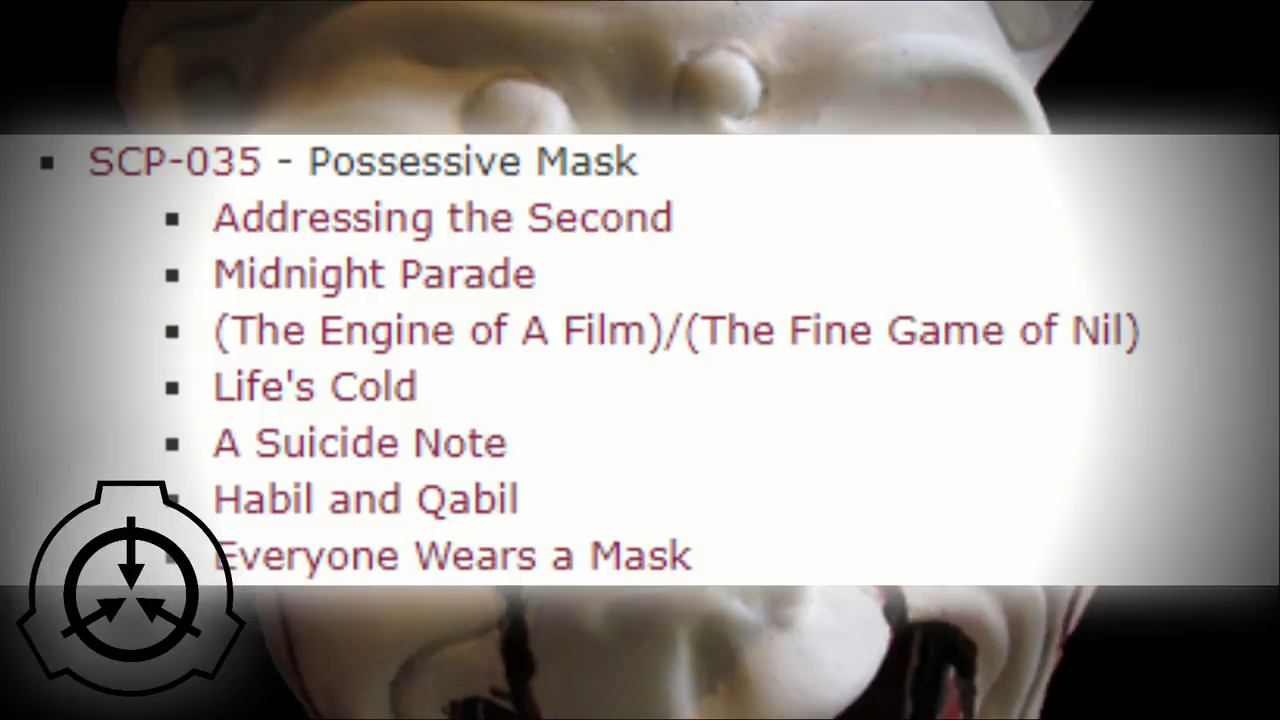 SCP-035 - Possessive Mask
Addressing the Second
Midnight Parade
(The Engine of A Film)/(The Fine Game of Nil)
Life's Cold
A Suicide Note
Habil and Qabil
Everyone Wears a Mask